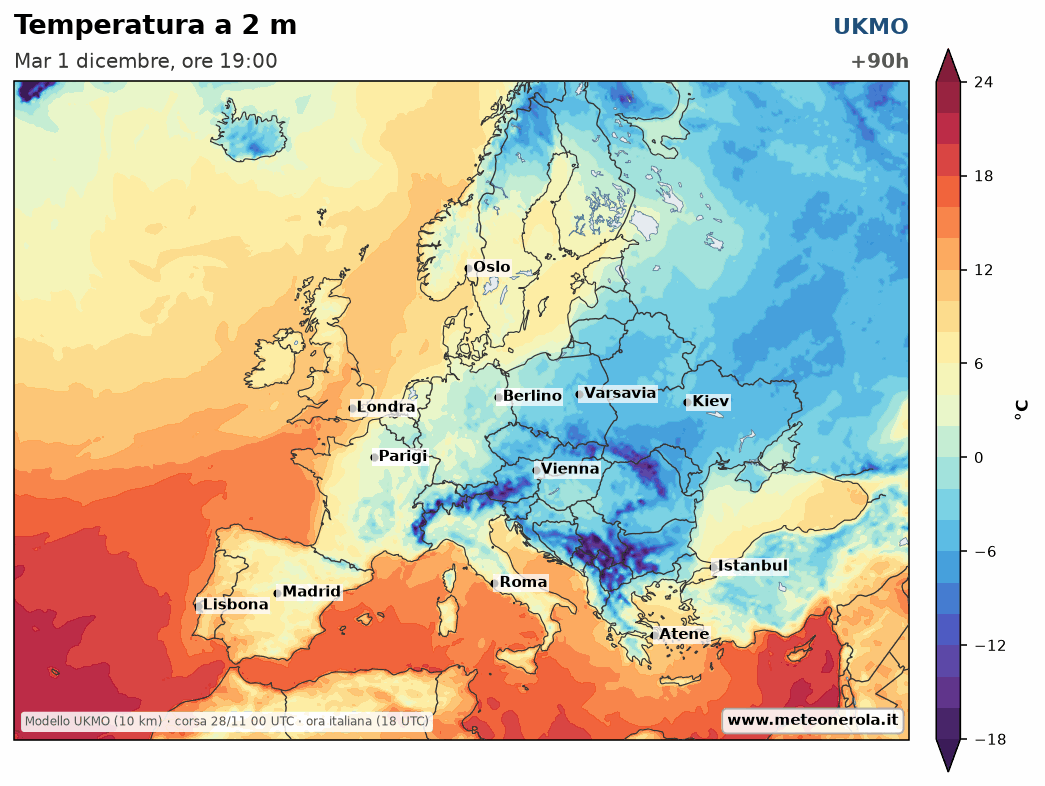 Temperatura a 2 m
UKMO
Mar 1 dicembre, ore 19:00
+90h
24
18
12
6
0
−6
−12
−18
°C
Oslo
Berlino
Varsavia
Kiev
Londra
Parigi
Vienna
Istanbul
Roma
Madrid
Lisbona
Atene
Modello UKMO (10 km) · corsa 28/11 00 UTC · ora italiana (18 UTC)
www.meteonerola.it